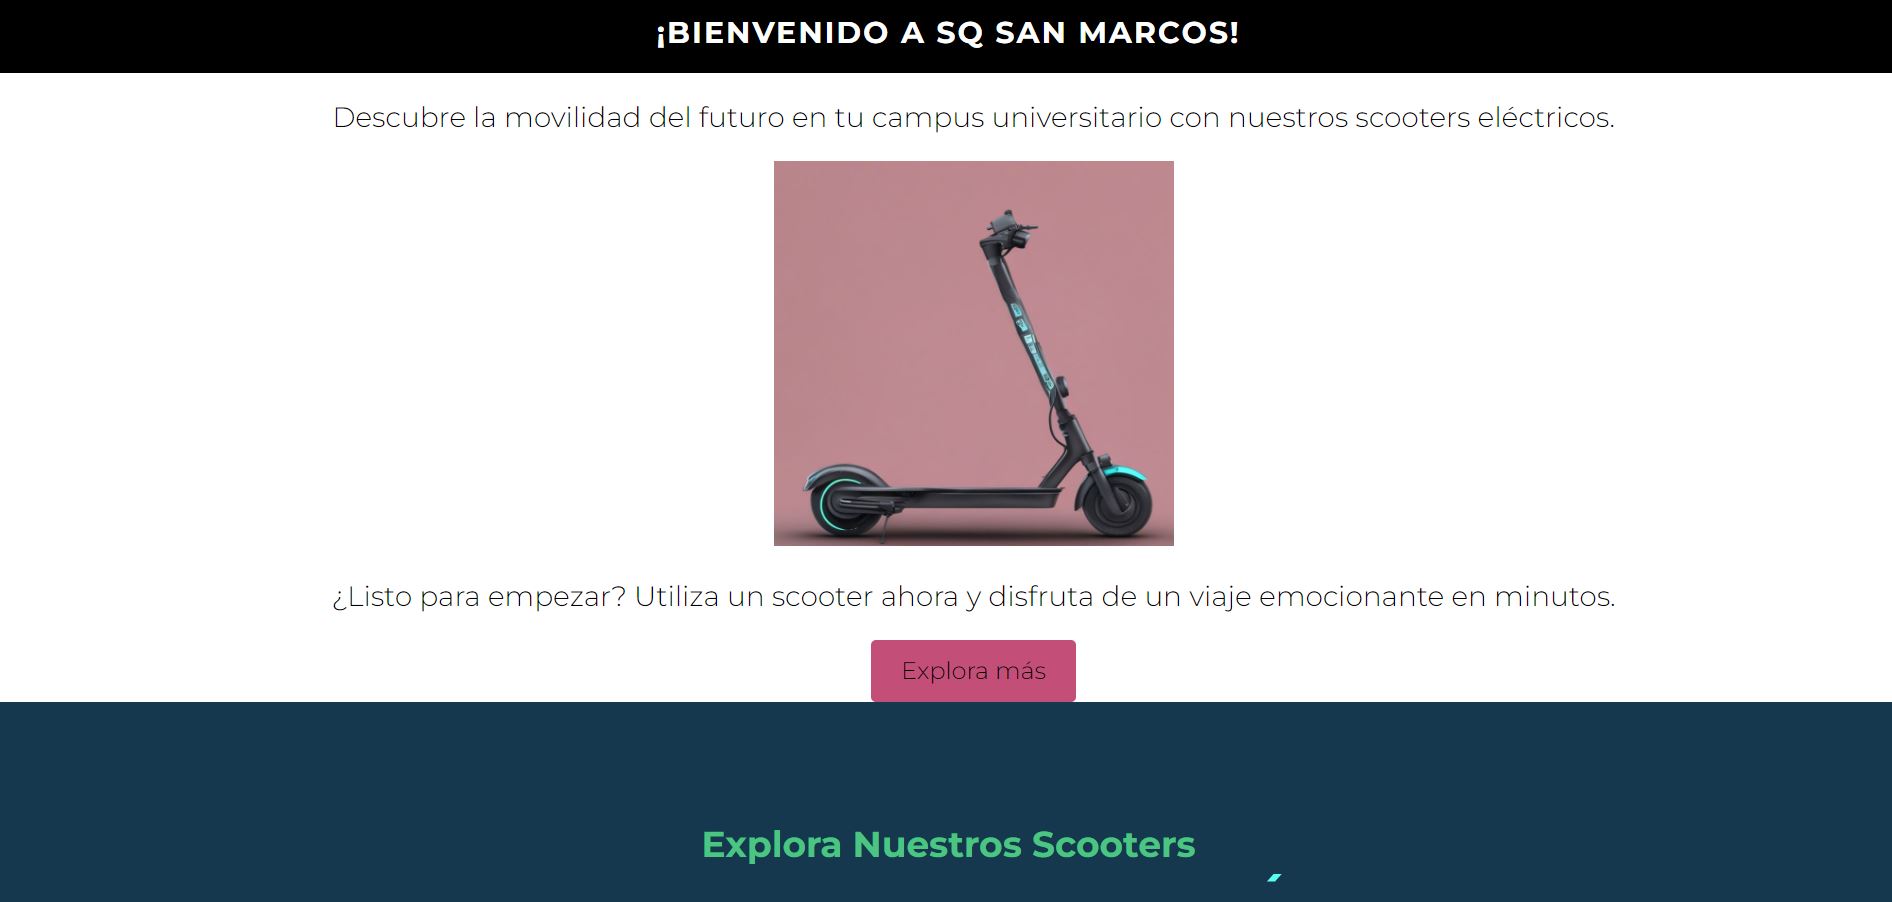 ¡BIENVENIDO A SQ SAN MARCOS!
Descubre la movilidad del futuro en tu campus universitario con nuestros scooters eléctricos.
¿Listo para empezar? Utiliza un scooter ahora y disfruta de un viaje emocionante en minutos.
Explora más
Explora Nuestros Scooters